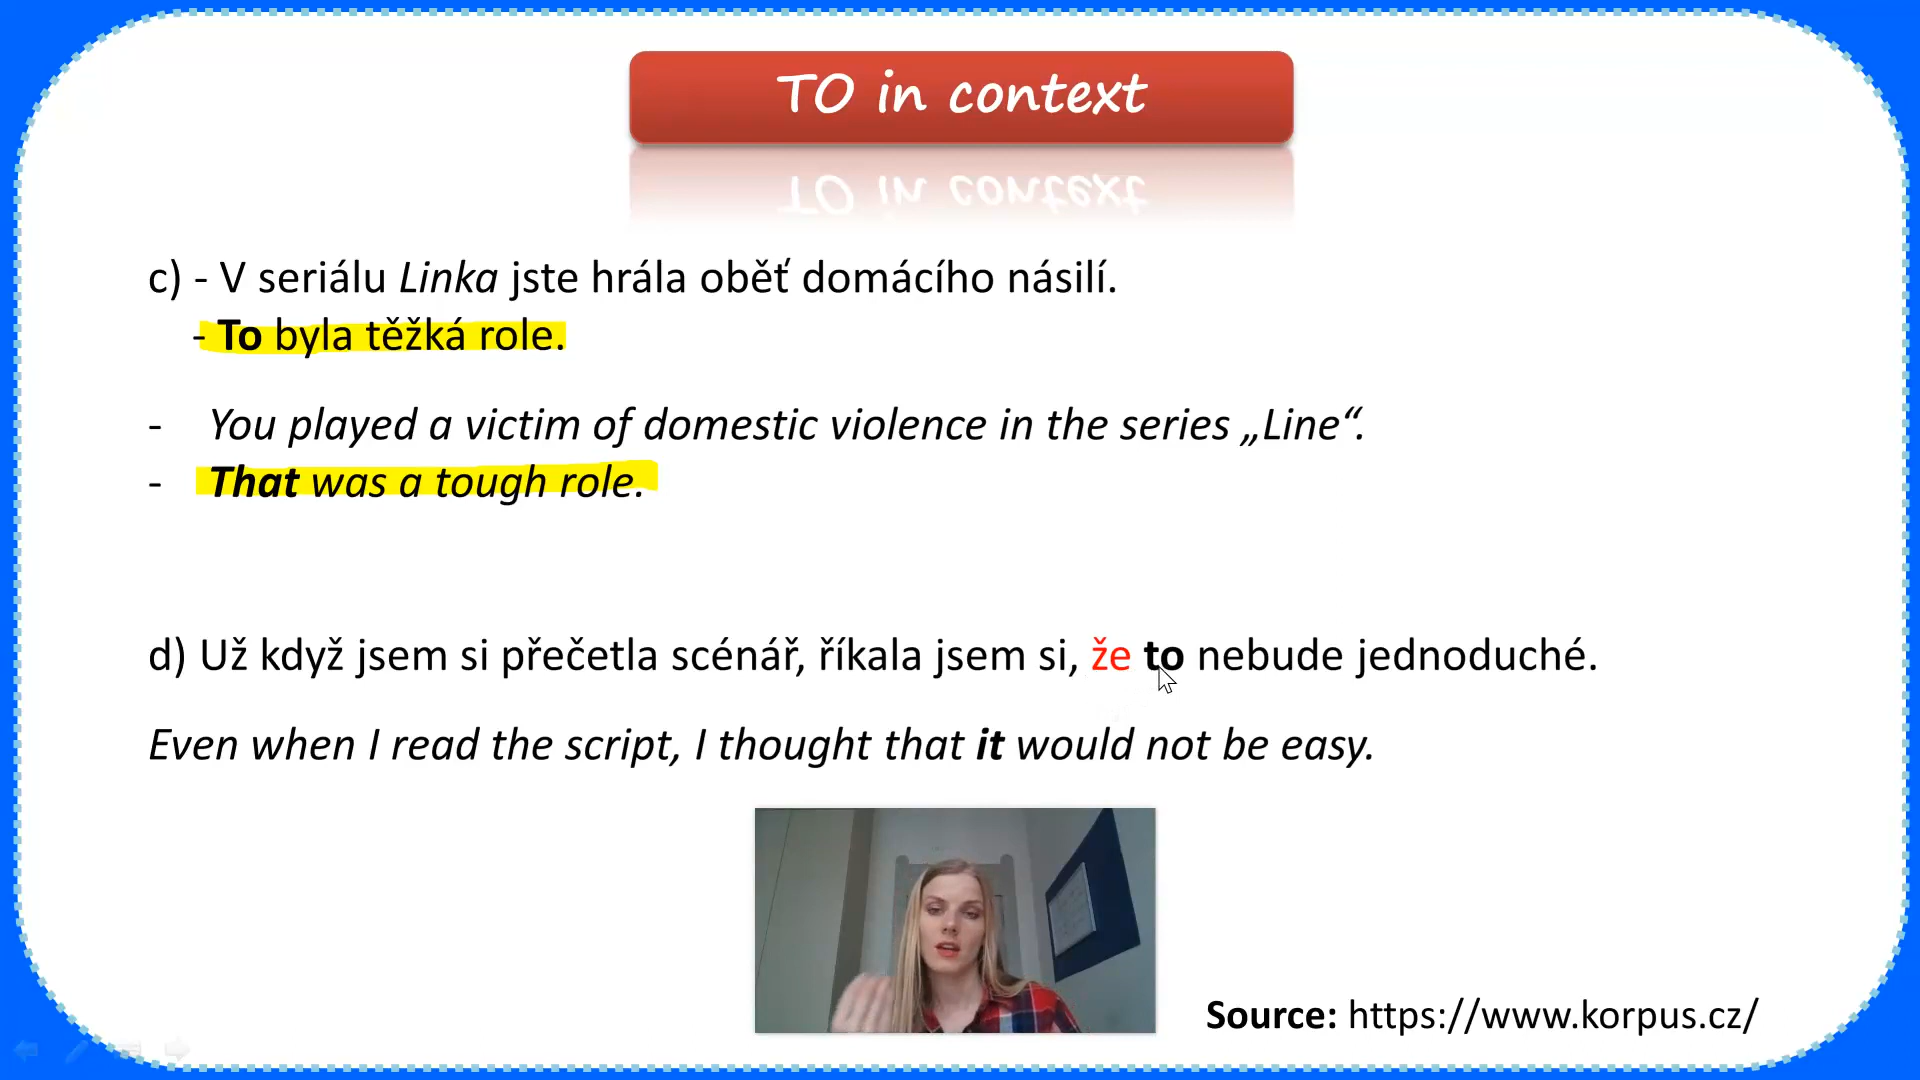 TO in context
c) - V seriálu Linka jste hrála oběť domácího násilí.
- To byla těžká role.
- You played a victim of domestic violence in the series „Line“.
- That was a tough role.
d) Už když jsem si přečetla scénář, říkala jsem si, že to nebude jednoduché.
Even when I read the script, I thought that it would not be easy.
Source: https://www.korpus.cz/